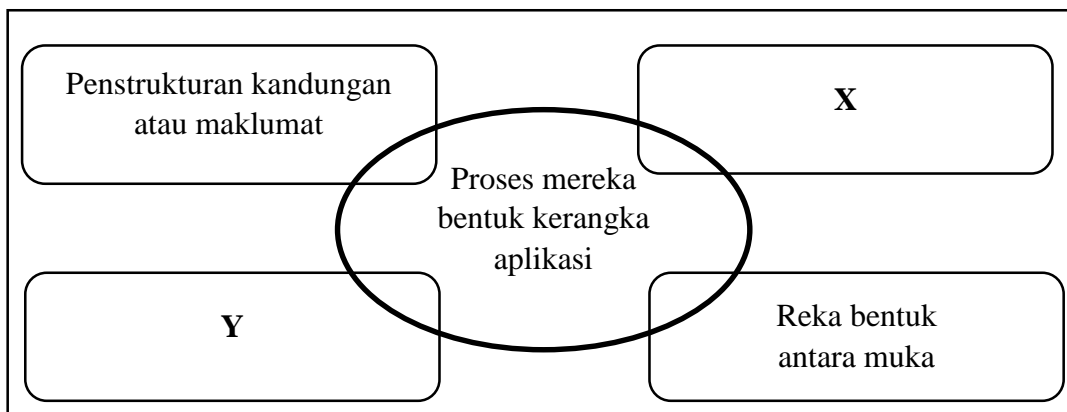 Penstrukturan kandungan
atau maklumat
X
Proses mereka
bentuk kerangka
aplikasi
Y
Reka bentuk
antara muka